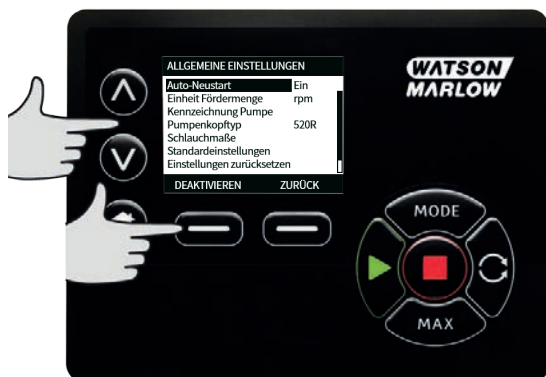 ALLGEMEINE EINSTELLUNGEN
Auto-Neustart Ein
Einheit Fördermenge rpm
Kennzeichnung Pumpe
Pumpenkopftyp 520R
Schlauchmaße
Standardeinstellungen
Einstellungen zurücksetzen
DEAKTIVIEREN ZURÜCK
WATSON
MARLOW
MODE
MAX